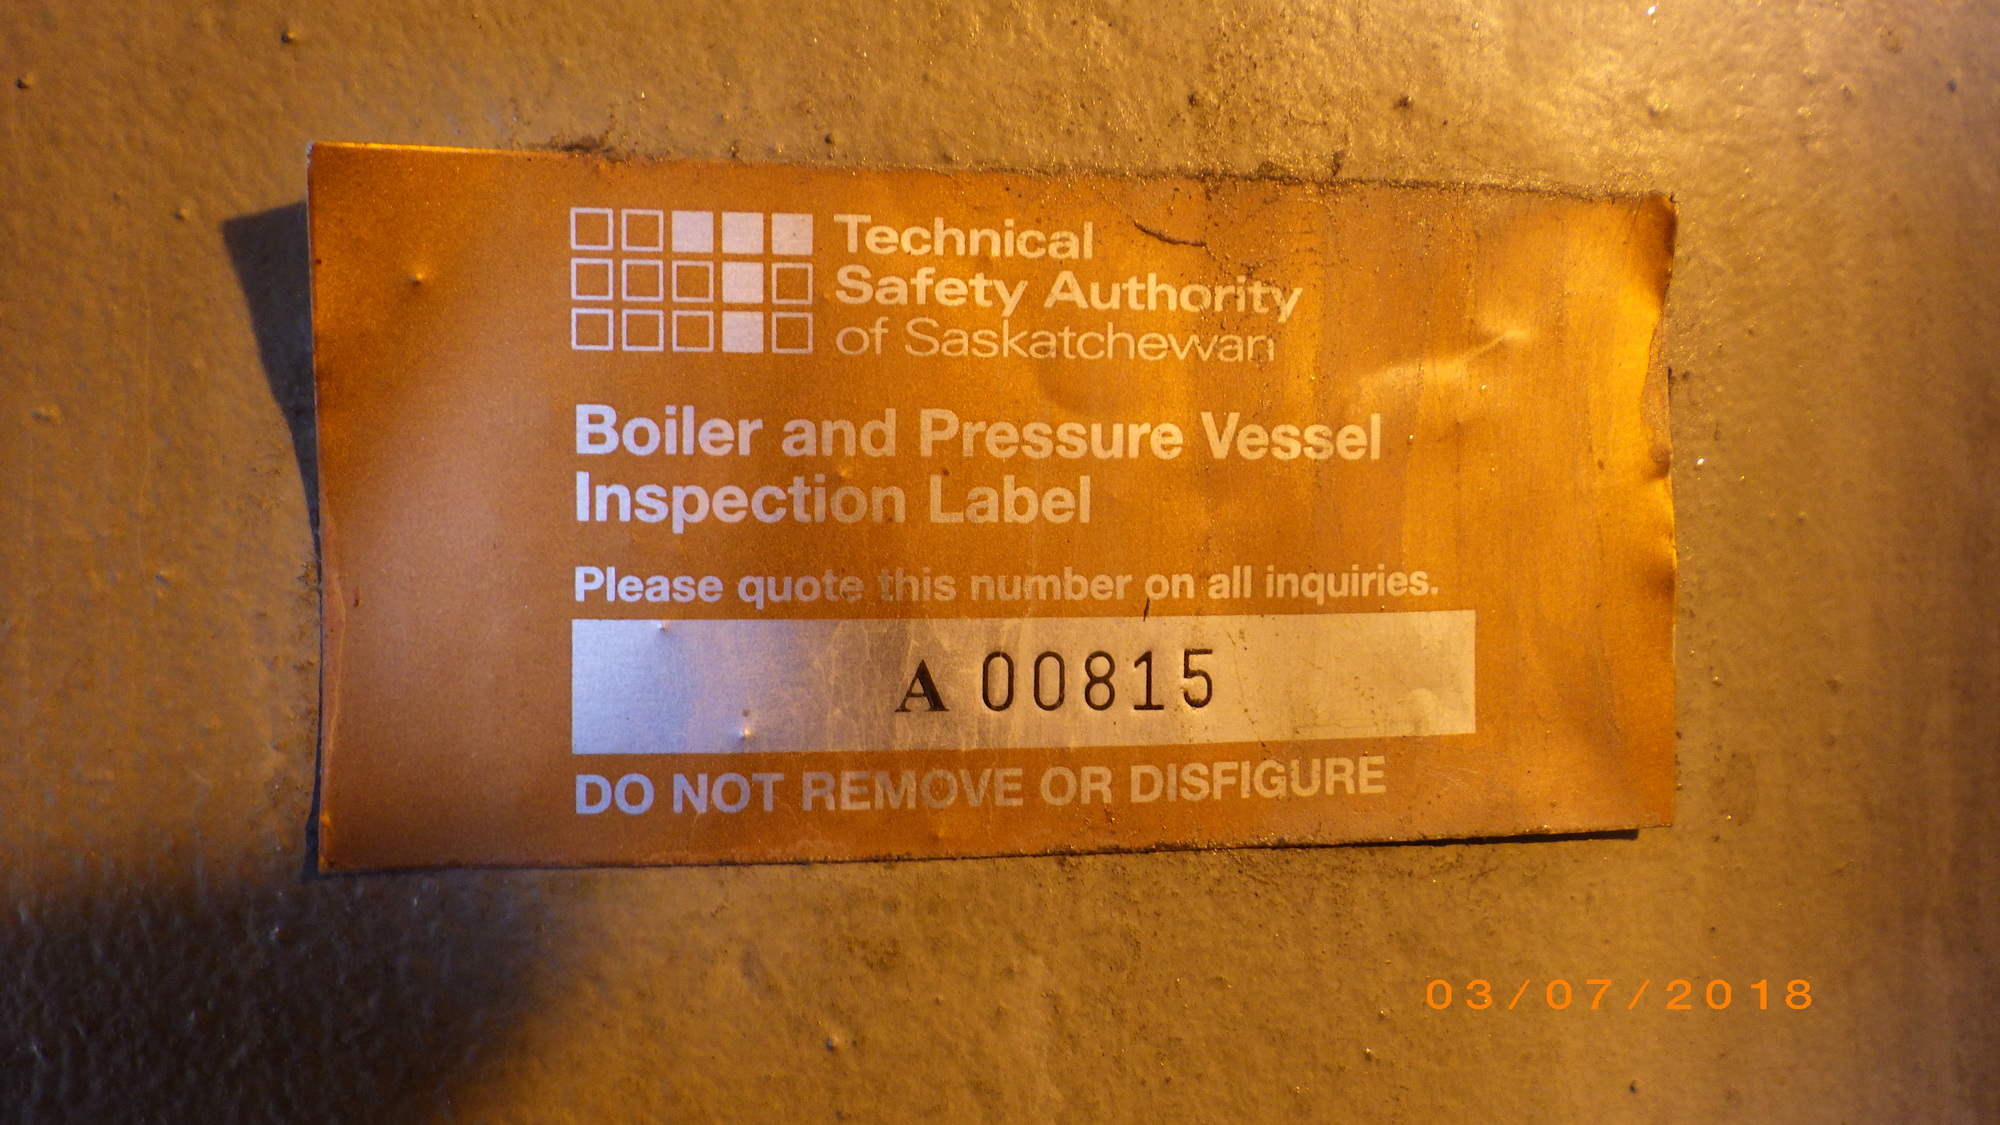 Technical
Safety Authority
of Saskatchewan
Boiler and Pressure Vessel
Inspection Label
Please quote this number on all inquiries.
A 00815
DO NOT REMOVE OR DISFIGURE
03/07/2018